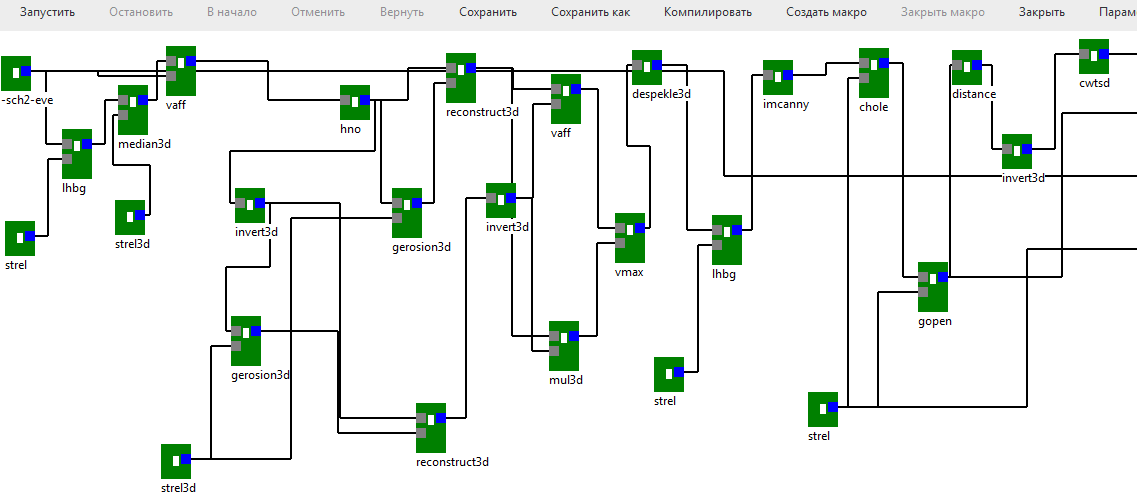 Запустить Остановить В начало Отменить Вернуть Сохранить Сохранить как Компилировать Создать макро Закрыть макро Закрыть Парам
-sch2-eve
vaff
median3d
lhbg
strel
strel3d
hno
reconstruct3d
vaff
despekle3d
imcanny
chole
distance
cwtsd
invert3d
invert3d
gerosion3d
invert3d
vmax
lhbg
gopen
gerosion3d
mul3d
strel
strel
reconstruct3d
strel3d